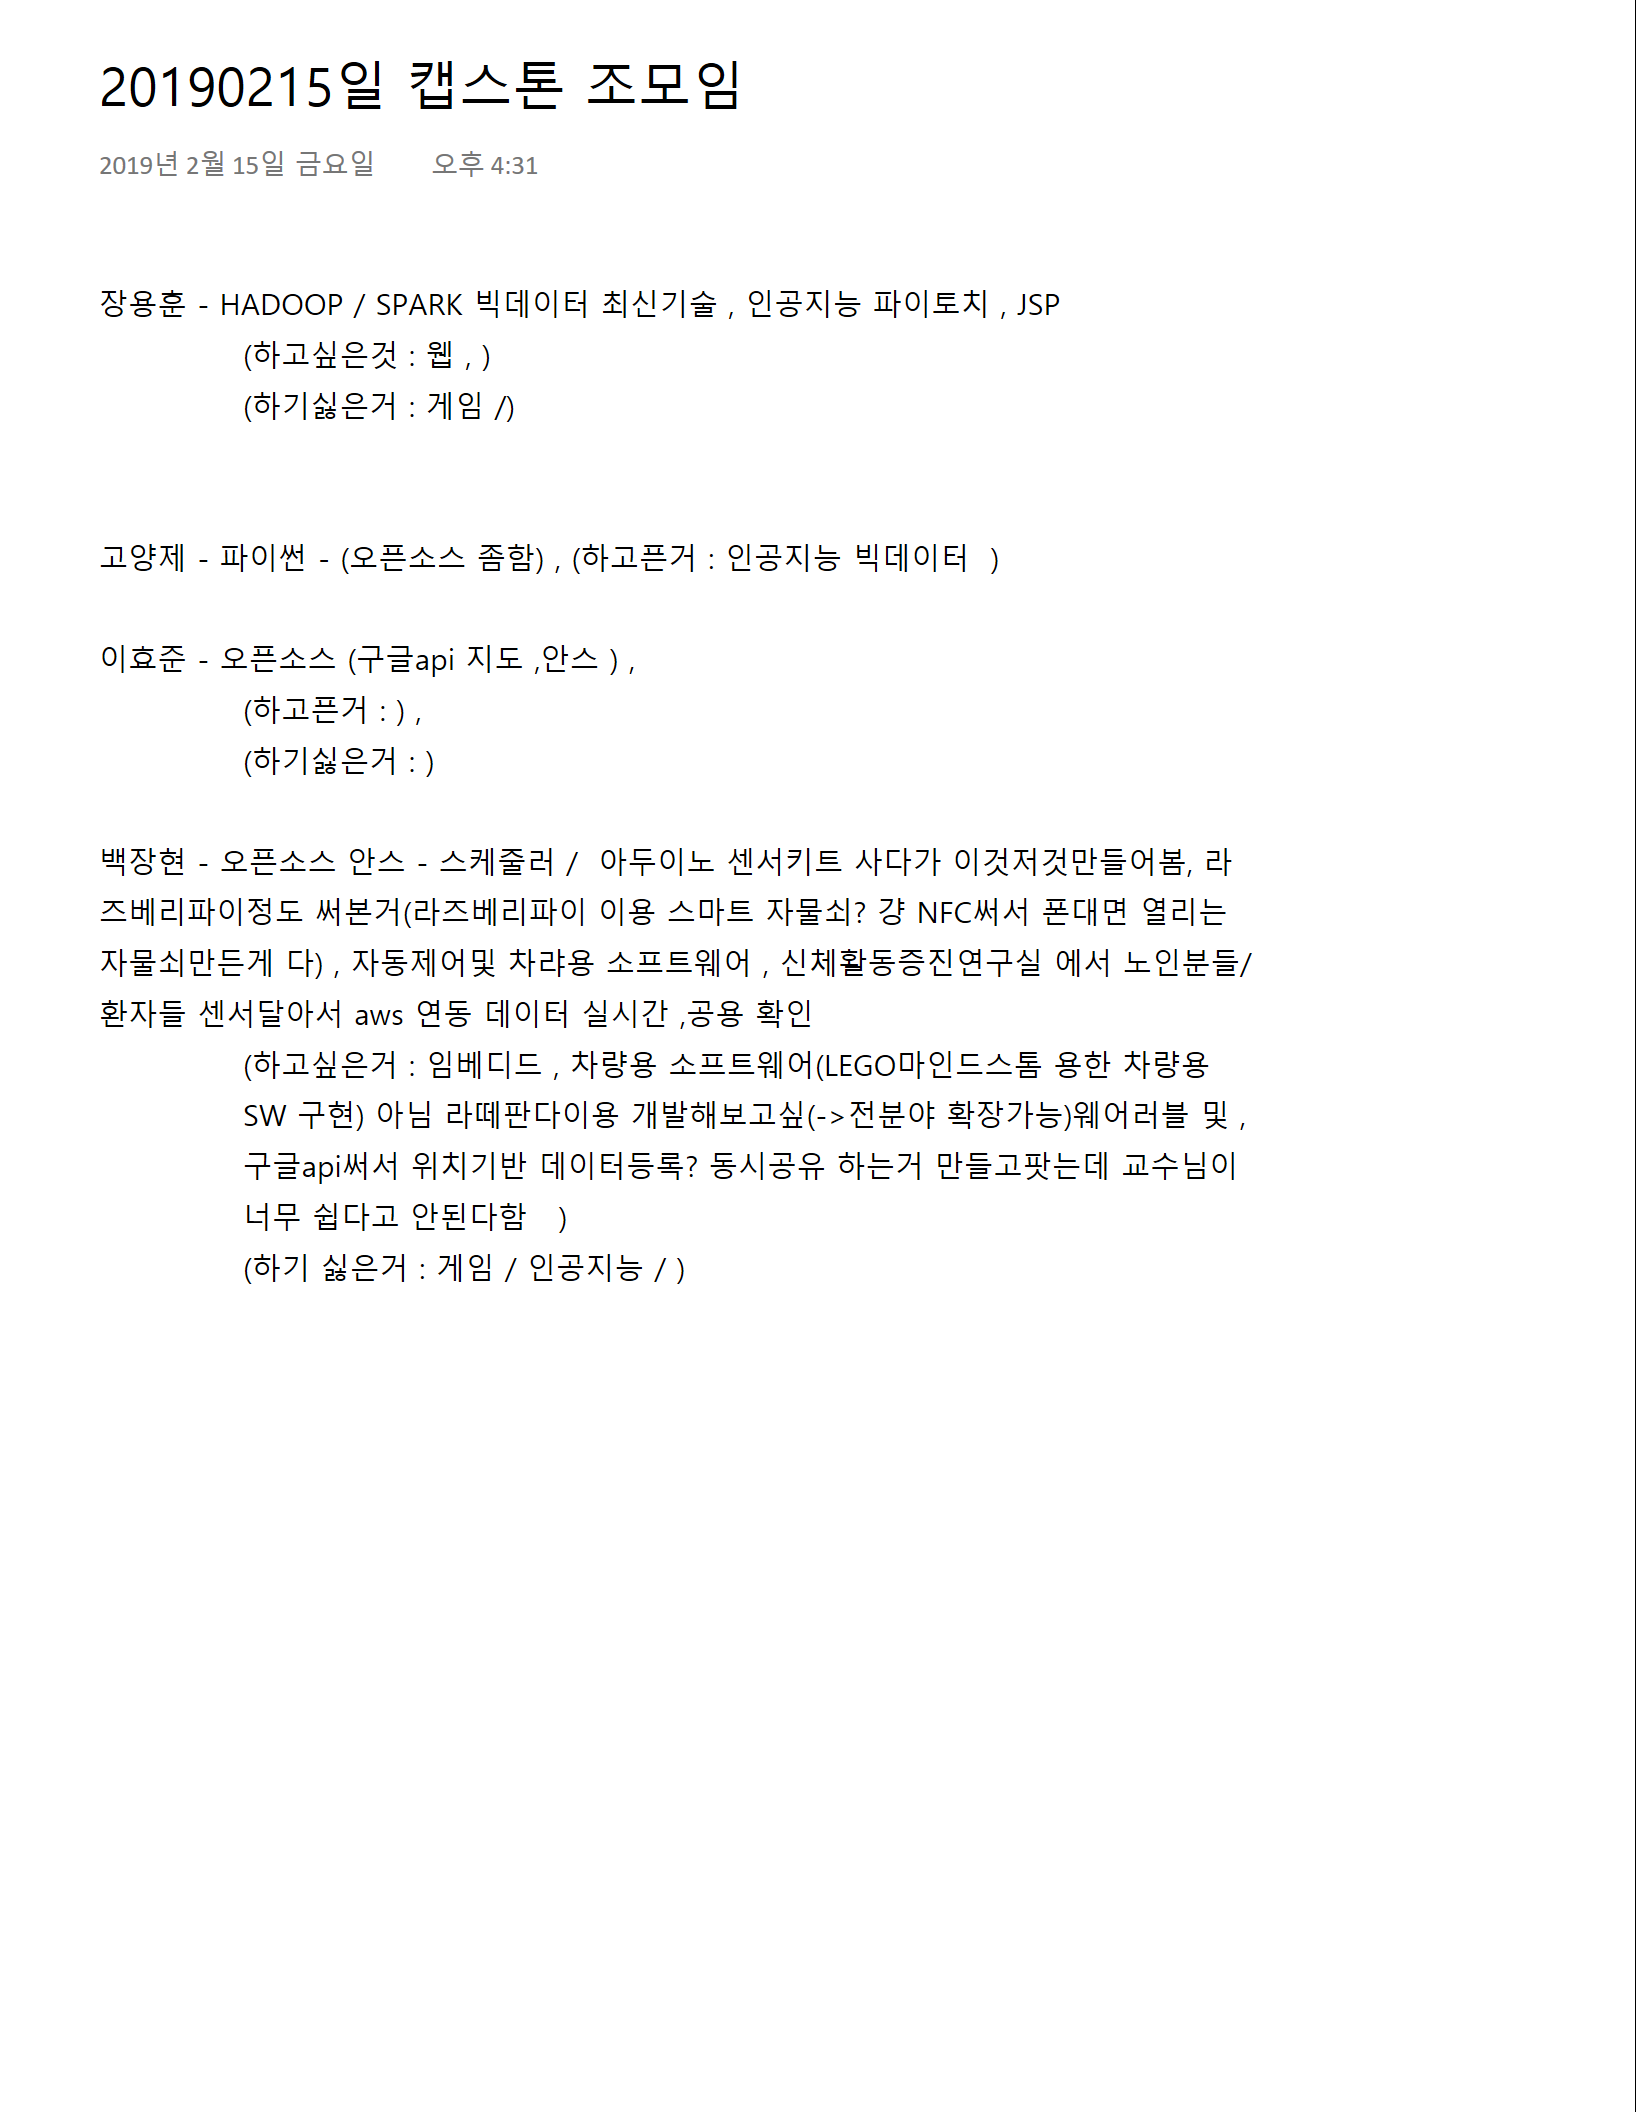 20190215일 캡스톤 조모임
2019년 2월 15일 금요일 오후 4:31
장용훈 - HADOOP / SPARK 빅데이터 최신기술 , 인공지능 파이토치 , JSP
(하고싶은것 : 웹 , )
(하기싫은거 : 게임 /)
고양제 - 파이썬 - (오픈소스 좀함) , (하고픈거 : 인공지능 빅데이터 )
이효준 - 오픈소스 (구글api 지도 ,안스 ) ,
(하고픈거 : ) ,
(하기싫은거 : )
백장현 - 오픈소스 안스 - 스케줄러 / 아두이노 센서키트 사다가 이것저것만들어봄, 라
즈베리파이정도 써본거(라즈베리파이 이용 스마트 자물쇠? 걍 NFC써서 폰대면 열리는
자물쇠만든게 다) , 자동제어및 차랴용 소프트웨어 , 신체활동증진연구실 에서 노인분들/
환자들 센서달아서 aws 연동 데이터 실시간 ,공용 확인
(하고싶은거 : 임베디드 , 차량용 소프트웨어(LEGO마인드스톰 용한 차량용
SW 구현) 아님 라떼판다이용 개발해보고싶(->전분야 확장가능)웨어러블 및 ,
구글api써서 위치기반 데이터등록? 동시공유 하는거 만들고팟는데 교수님이
너무 쉽다고 안된다함 )
(하기 싫은거 : 게임 / 인공지능 / )